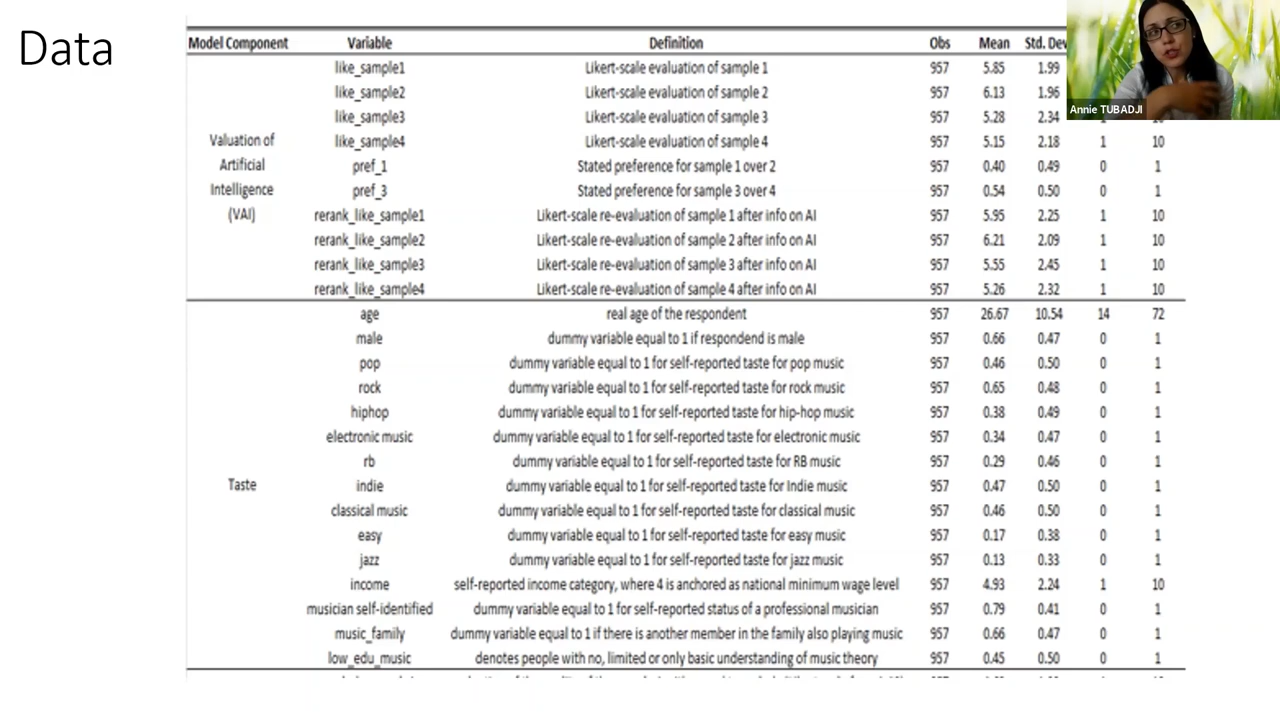 Data
Model Component Variable Definition Obs Mean Std. Dev
like_sample1 Likert-scale evaluation of sample 1 957 5.85 1.99
like_sample2 Likert-scale evaluation of sample 2 957 6.13 1.96
like_sample3 Likert-scale evaluation of sample 3 957 5.28 2.34
Annie TUBADJI
like_sample4 Likert-scale evaluation of sample 4 957 5.15 2.18 1 10
pref_1 Stated preference for sample 1 over 2 957 0.40 0.49 0 1
pref_3 Stated preference for sample 3 over 4 957 0.54 0.50 0 1
rerank_like_sample1 Likert-scale re-evaluation of sample 1 after info on AI 957 5.95 2.25 1 10
rerank_like_sample2 Likert-scale re-evaluation of sample 2 after info on AI 957 6.21 2.09 1 10
rerank_like_sample3 Likert-scale re-evaluation of sample 3 after info on AI 957 5.55 2.45 1 10
rerank_like_sample4 Likert-scale re-evaluation of sample 4 after info on AI 957 5.26 2.32 1 10
Valuation of
Artificial
Intelligence
(VAI)
age real age of the respondent 957 26.67 10.54 14 72
male dummy variable equal to 1 if respondend is male 957 0.66 0.47 0 1
pop dummy variable equal to 1 for self-reported taste for pop music 957 0.46 0.50 0 1
rock dummy variable equal to 1 for self-reported taste for rock music 957 0.65 0.48 0 1
hiphop dummy variable equal to 1 for self-reported taste for hip-hop music 957 0.38 0.49 0 1
electronic music dummy variable equal to 1 for self-reported taste for electronic music 957 0.34 0.47 0 1
rb dummy variable equal to 1 for self-reported taste for RB music 957 0.29 0.46 0 1
Taste indie dummy variable equal to 1 for self-reported taste for Indie music 957 0.47 0.50 0 1
classical music dummy variable equal to 1 for self-reported taste for classical music 957 0.46 0.50 0 1
easy dummy variable equal to 1 for self-reported taste for easy music 957 0.17 0.38 0 1
jazz dummy variable equal to 1 for self-reported taste for jazz music 957 0.13 0.33 0 1
income self-reported income category, where 4 is anchored as national minimum wage level 957 4.93 2.24 1 10
musician self-identified dummy variable equal to 1 for self-reported status of a professional musician 957 0.79 0.41 0 1
music_family dummy variable equal to 1 if there is another member in the family also playing music 957 0.66 0.47 0 1
low_edu_music denotes people with no, limited or only basic understanding of music theory 957 0.45 0.50 0 1